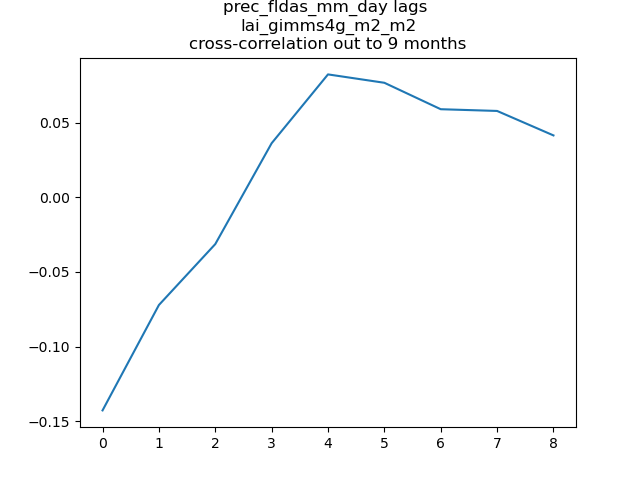 prec_fldas_mm_day lags
lai_gimms4g_m2_m2
cross-correlation out to 9 months
0.05
0.00
−0.05
−0.10
−0.15
0 1 2 3 4 5 6 7 8